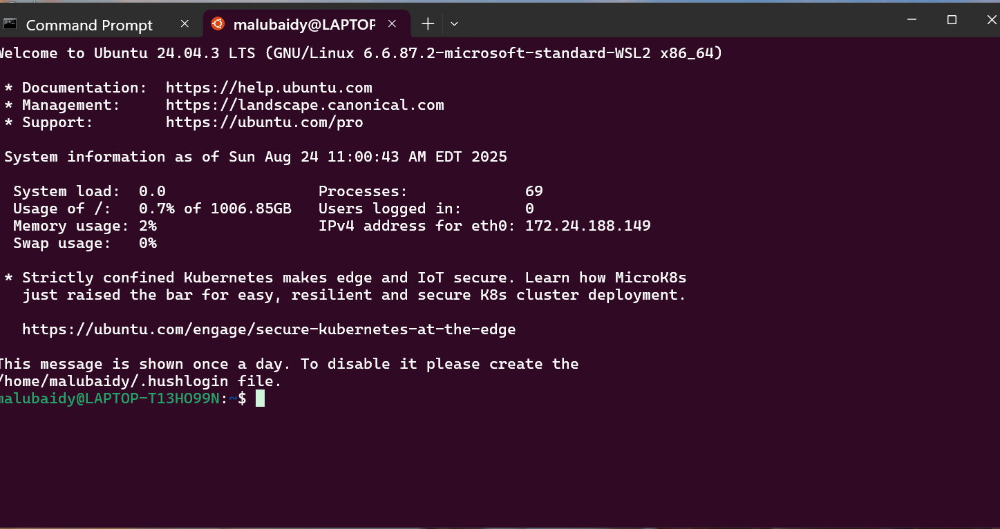 Command Prompt
malubaidy@LAPTOP
Welcome to Ubuntu 24.04.3 LTS (GNU/Linux 6.6.87.2-microsoft-standard-WSL2 x86_64)
* Documentation:  https://help.ubuntu.com
* Management:     https://landscape.canonical.com
* Support:        https://ubuntu.com/pro
System information as of Sun Aug 24 11:00:43 AM EDT 2025
System load:  0.0                 Processes:             69
Usage of /:   0.7% of 1006.85GB   Users logged in:       0
Memory usage: 2%                  IPv4 address for eth0: 172.24.188.149
Swap usage:   0%
* Strictly confined Kubernetes makes edge and IoT secure. Learn how MicroK8s
just raised the bar for easy, resilient and secure K8s cluster deployment.
https://ubuntu.com/engage/secure-kubernetes-at-the-edge
This message is shown once a day. To disable it please create the
/home/malubaidy/.hushlogin file.
malubaidy@LAPTOP-T13HO99N:~$